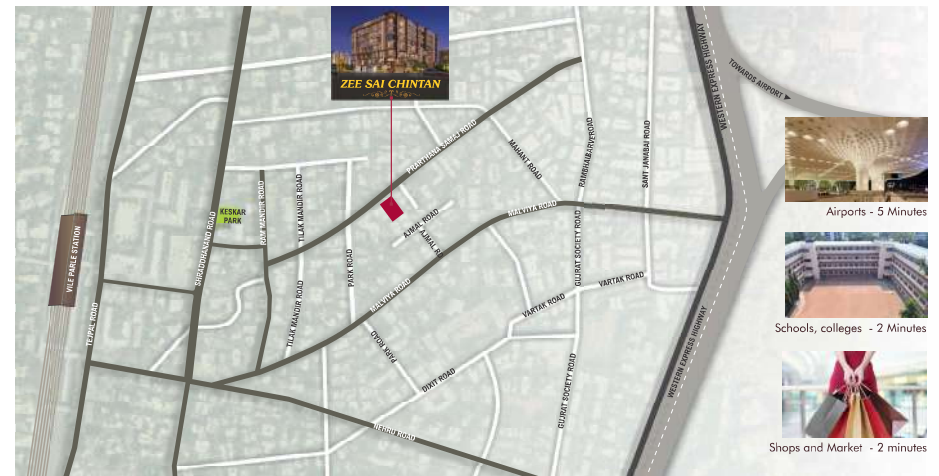 ZEE SAI CHINTAN
WESTERN EXPRESS HIGHWAY
TOWARDS AIRPORT
PRARTHANA SAMAJ ROAD
MAHANT ROAD
RAMBHAIBARVEROAD
SANT JANABAI ROAD
KESKAR
PARK
RAM MANDIR ROAD
TILAK MANDIR ROAD
SHRADDHANAND ROAD
PARK ROAD
AJMAL ROAD
AJMAL R
MALVIYA ROAD
GUJRAT SOCIETY ROAD
VILE PARLE STATION
TEJPAL ROAD
TILAK MANDIR ROAD
MALVIYA ROAD
PARK ROAD
VARTAK ROAD
VARTAK ROAD
DIXIT ROAD
GUJRAT SOCIETY ROAD
WESTERN EXPRESS HIGHWAY
NEHRU ROAD
Airports - 5 Minutes
Schools, colleges - 2 Minutes
Shops and Market - 2 minutes